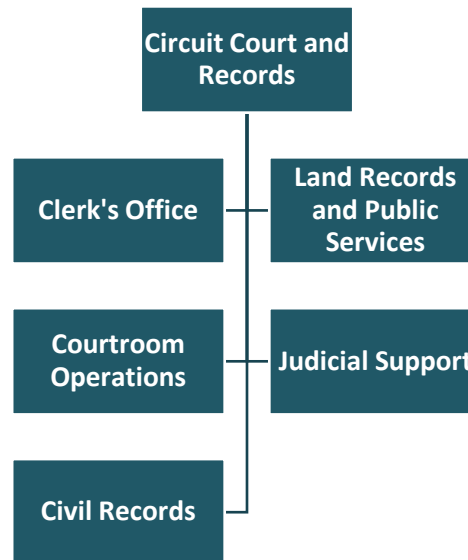 Circuit Court and
Records
Clerk's Office
Land Records
and Public
Services
Courtroom
Operations
Judicial Support
Civil Records